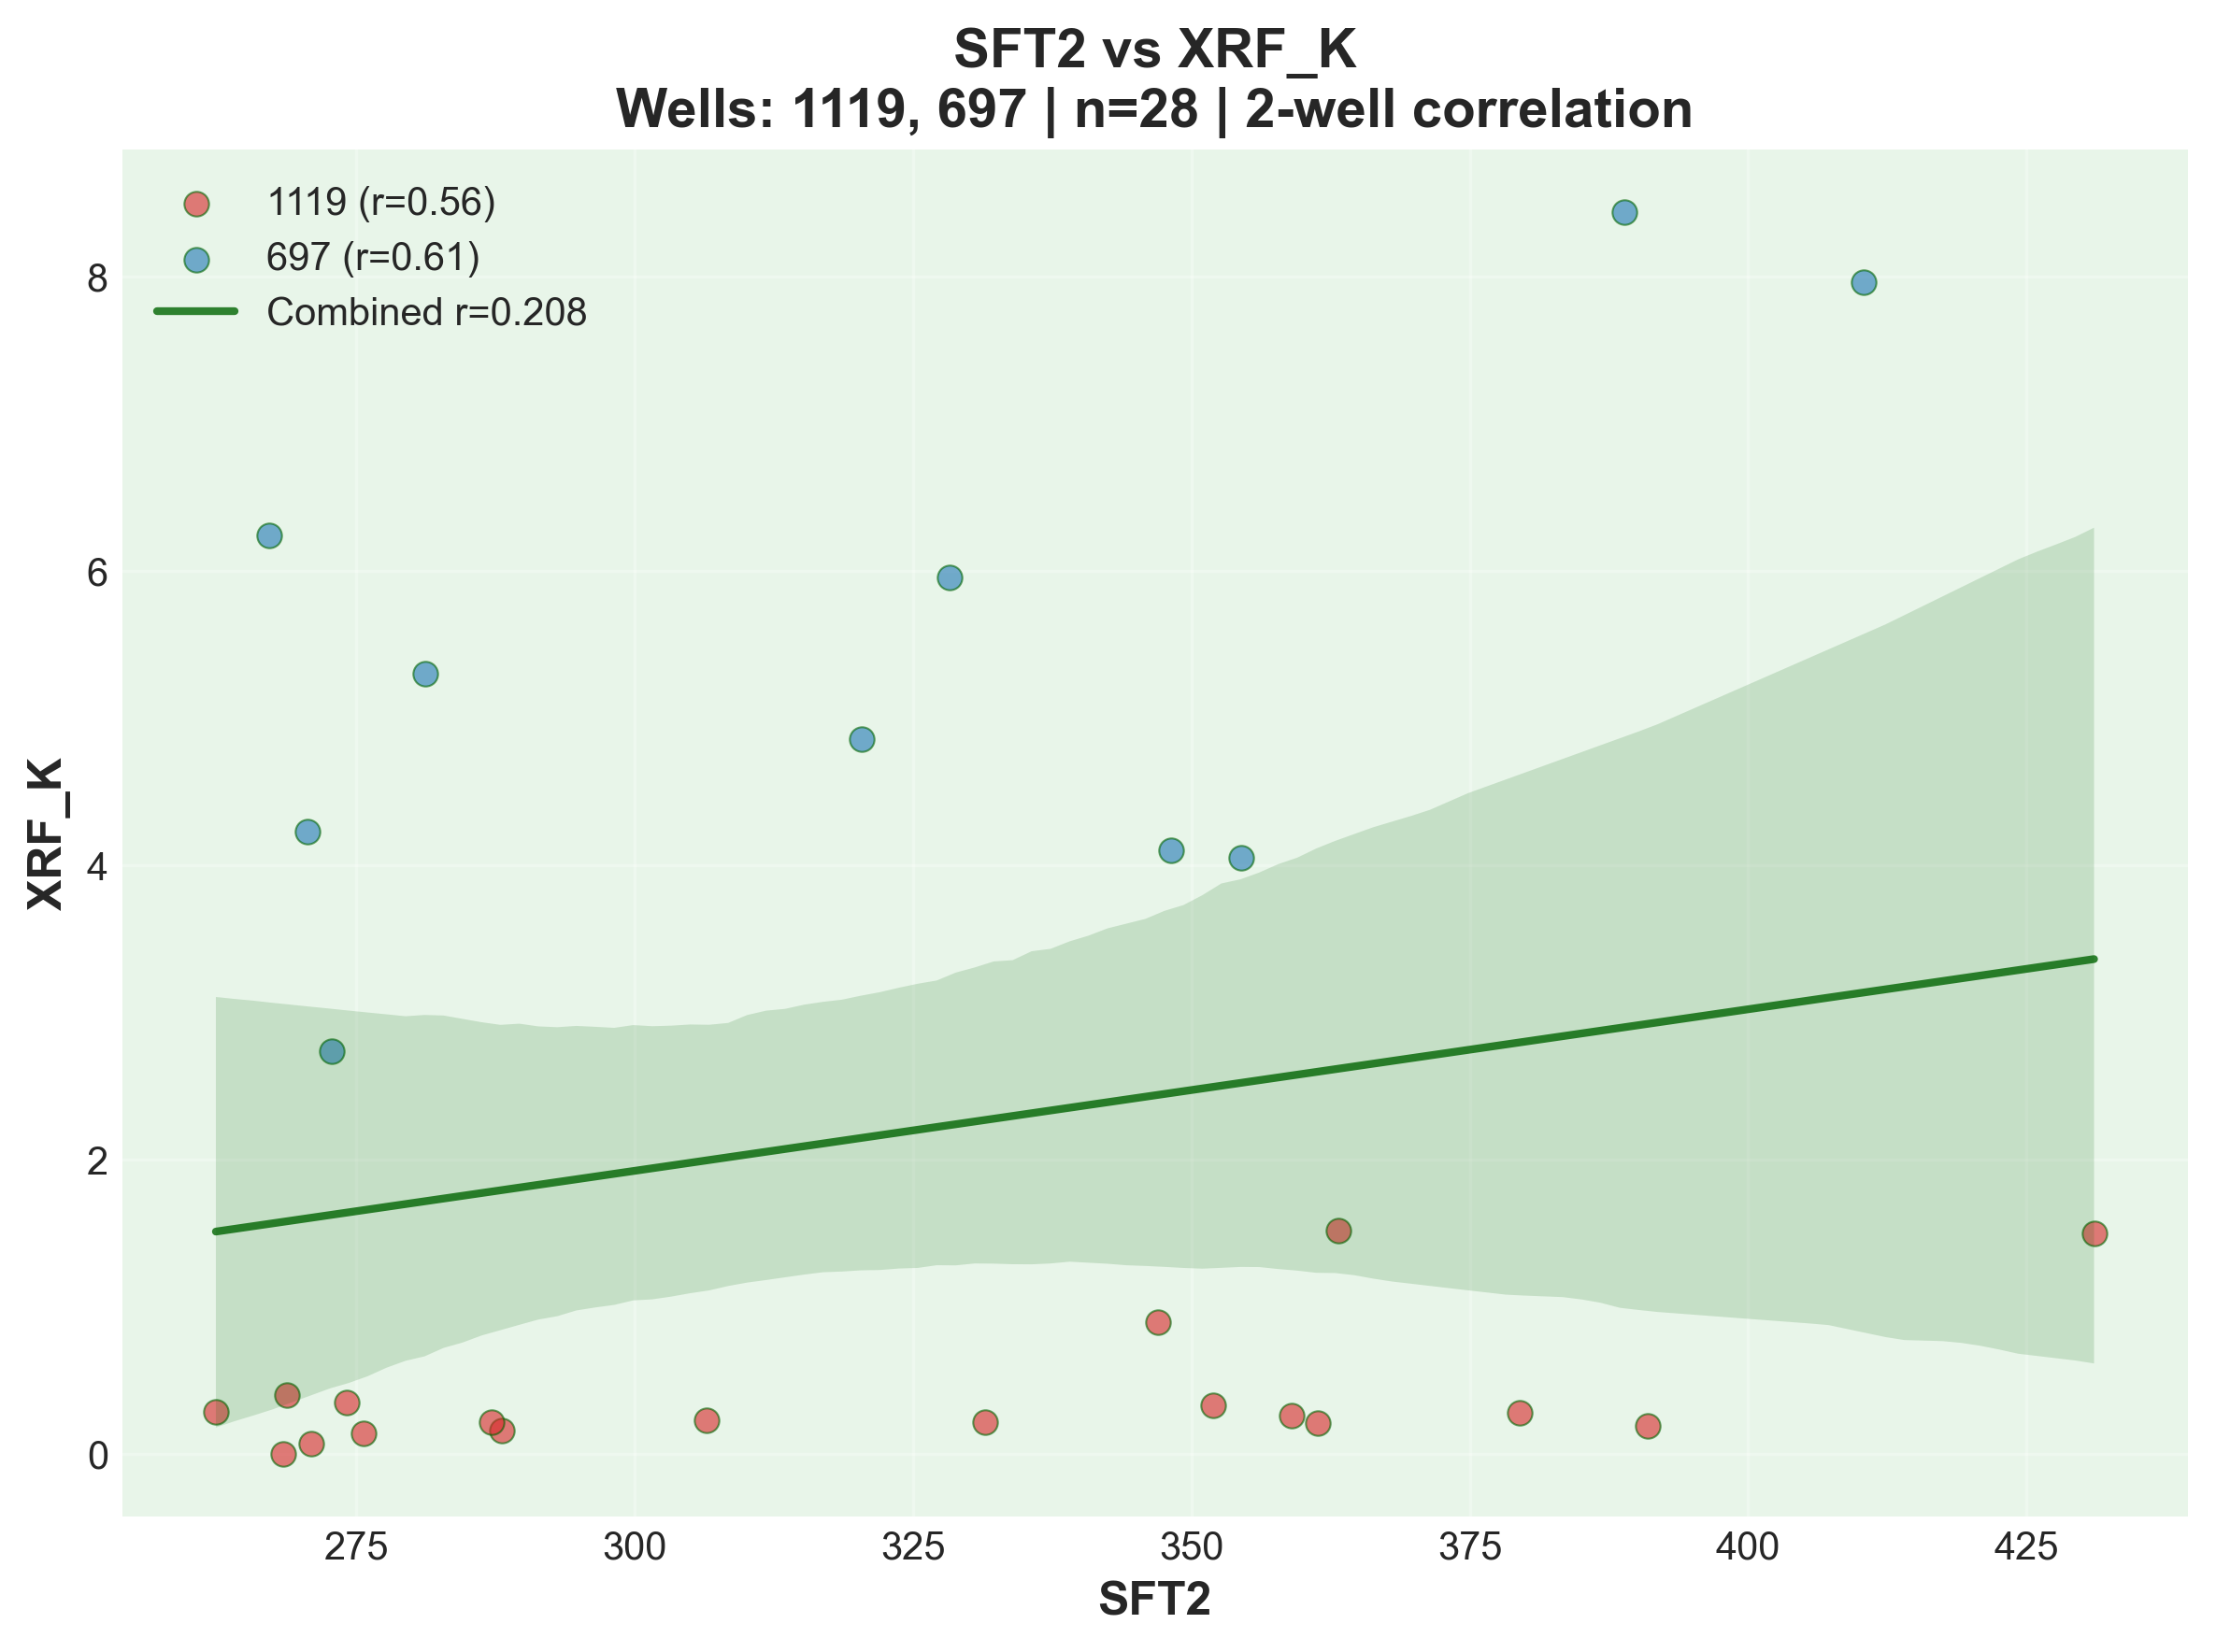 SFT2 vs XRF_K
Wells: 1119, 697 | n=28 | 2-well correlation
1119 (r=0.56)
697 (r=0.61)
Combined r=0.208
8
6
4
2
0
XRF_K
275
300
325
350
375
400
425
SFT2